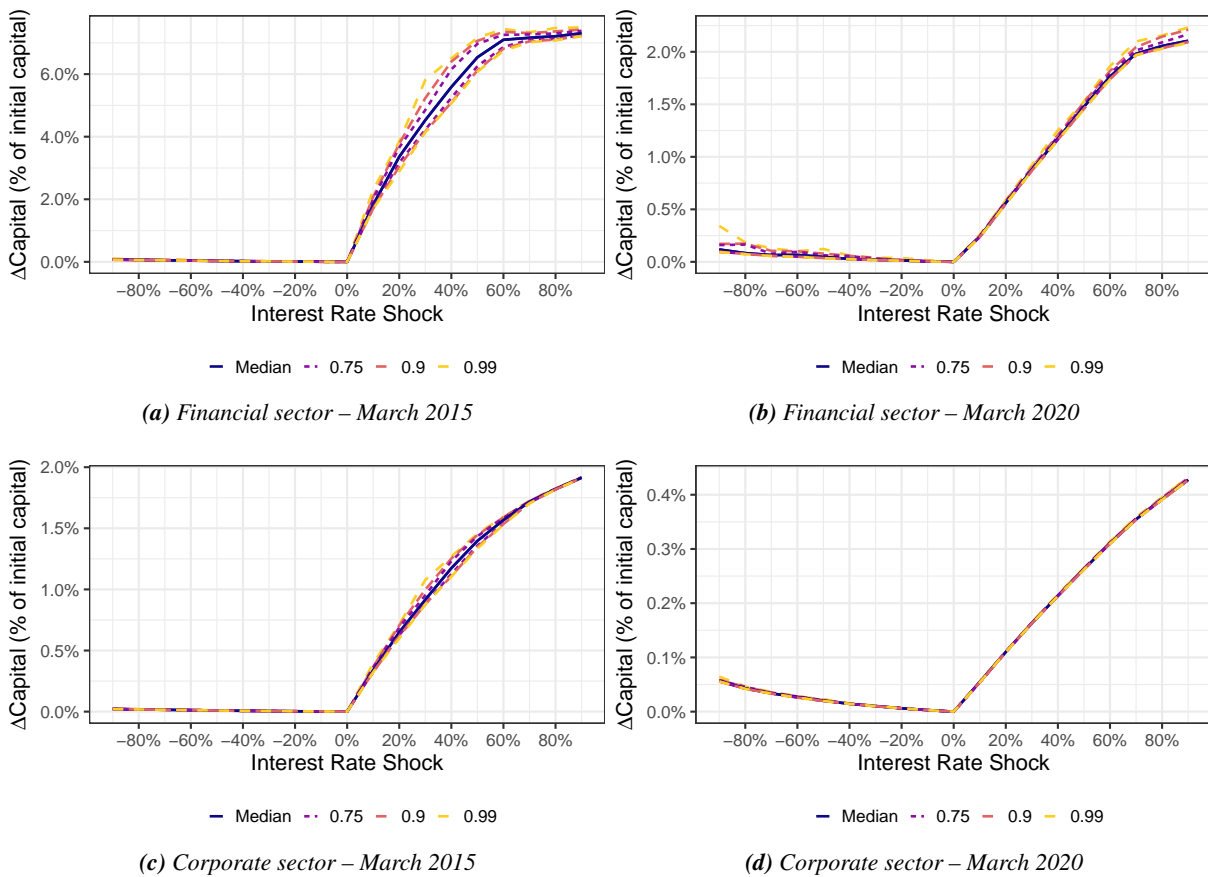 ΔCapital (% of initial capital)
6.0%
4.0%
2.0%
0.0%
−80% −60% −40% −20% 0% 20% 40% 60% 80%
Interest Rate Shock
Median 0.75 0.9 0.99
(a) Financial sector – March 2015
ΔCapital (% of initial capital)
2.0%
1.5%
1.0%
0.5%
0.0%
−80% −60% −40% −20% 0% 20% 40% 60% 80%
Interest Rate Shock
Median 0.75 0.9 0.99
(b) Financial sector – March 2020
ΔCapital (% of initial capital)
2.0%
1.5%
1.0%
0.5%
0.0%
−80% −60% −40% −20% 0% 20% 40% 60% 80%
Interest Rate Shock
Median 0.75 0.9 0.99
(c) Corporate sector – March 2015
ΔCapital (% of initial capital)
0.4%
0.3%
0.2%
0.1%
0.0%
−80% −60% −40% −20% 0% 20% 40% 60% 80%
Interest Rate Shock
Median 0.75 0.9 0.99
(d) Corporate sector – March 2020